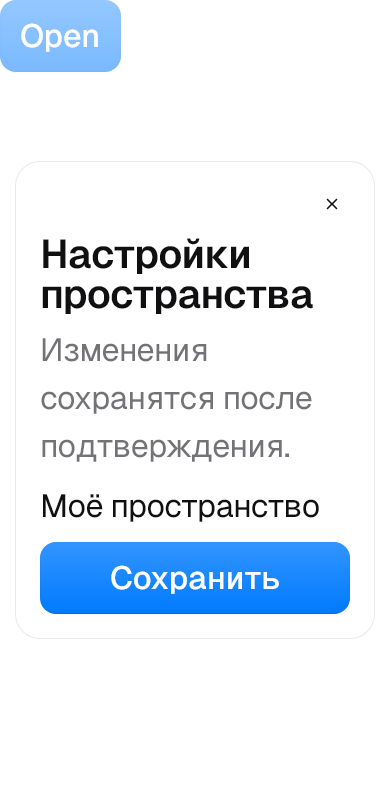 Open
Настройки
пространства
Изменения
сохранятся после
подтверждения.
Моё пространство
Сохранить